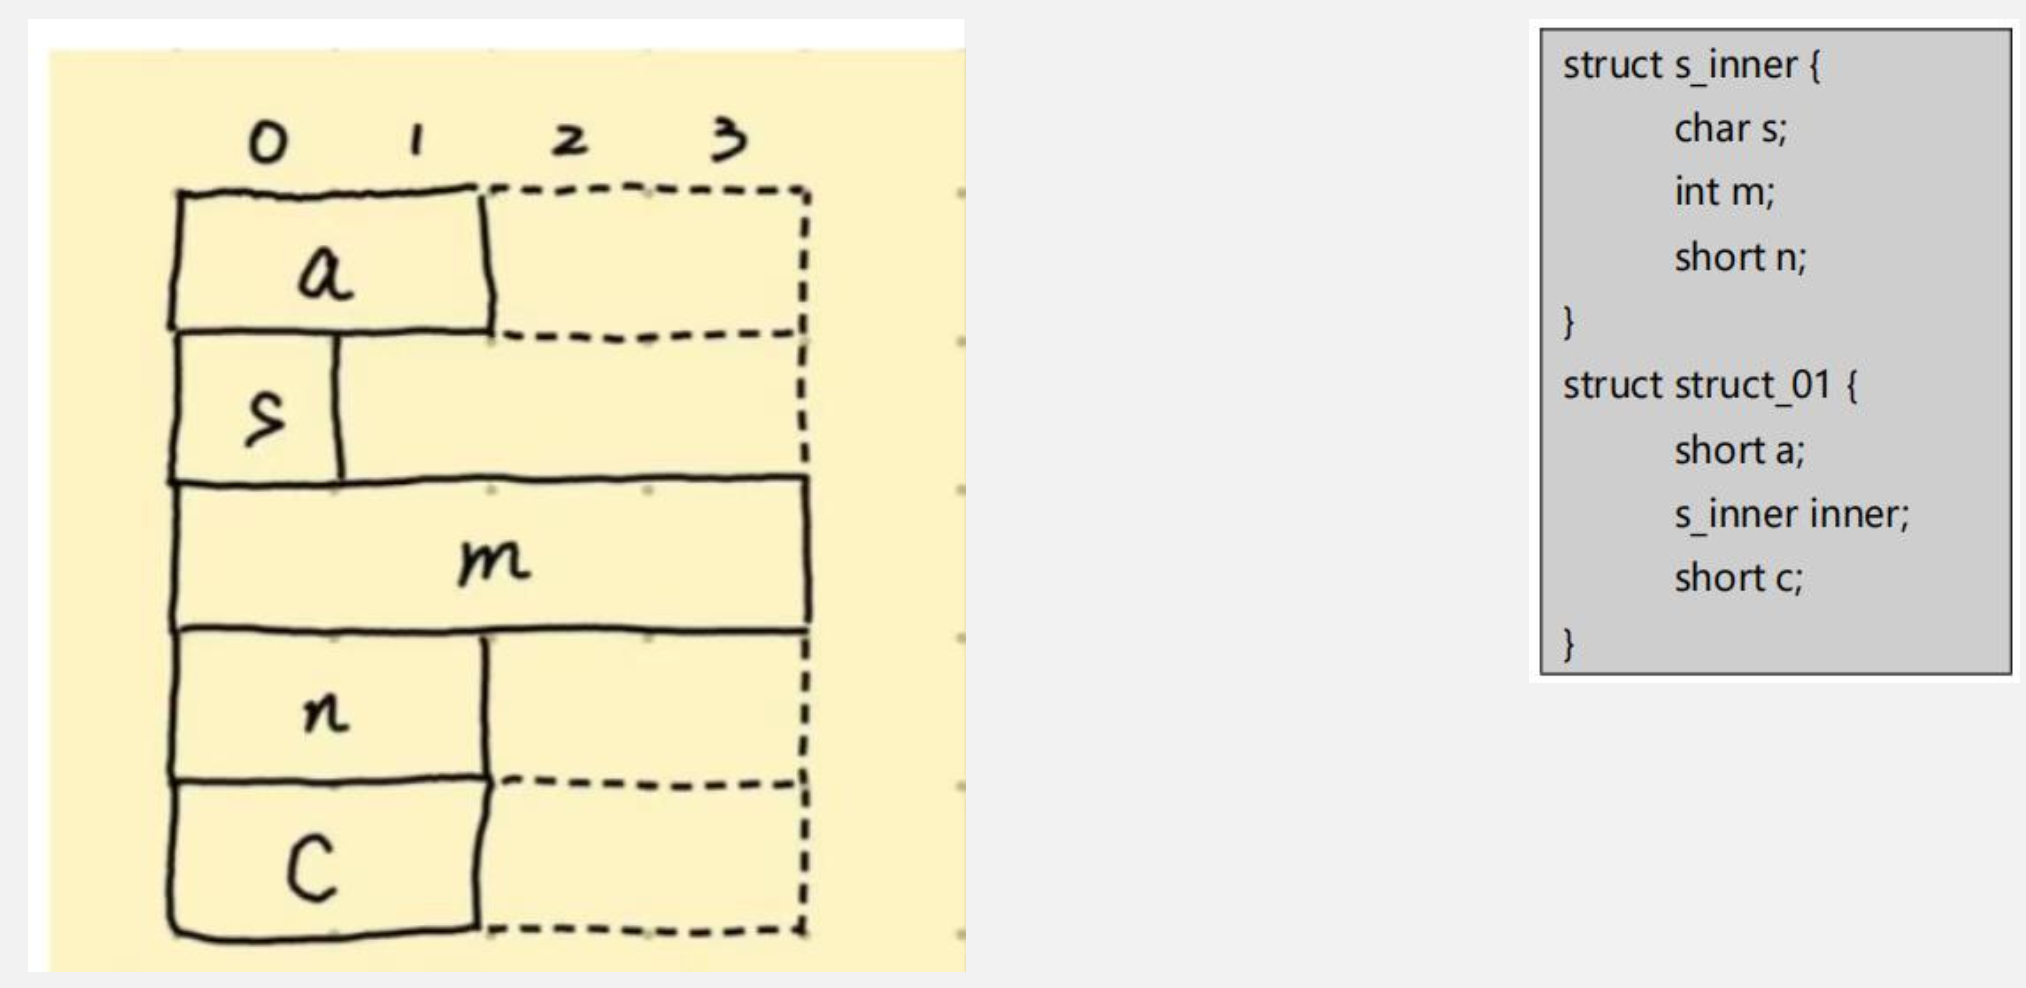 0 1 2 3
a
s
m
n
c
struct s_inner {
char s;
int m;
short n;
}
struct struct_01 {
short a;
s_inner inner;
short c;
}